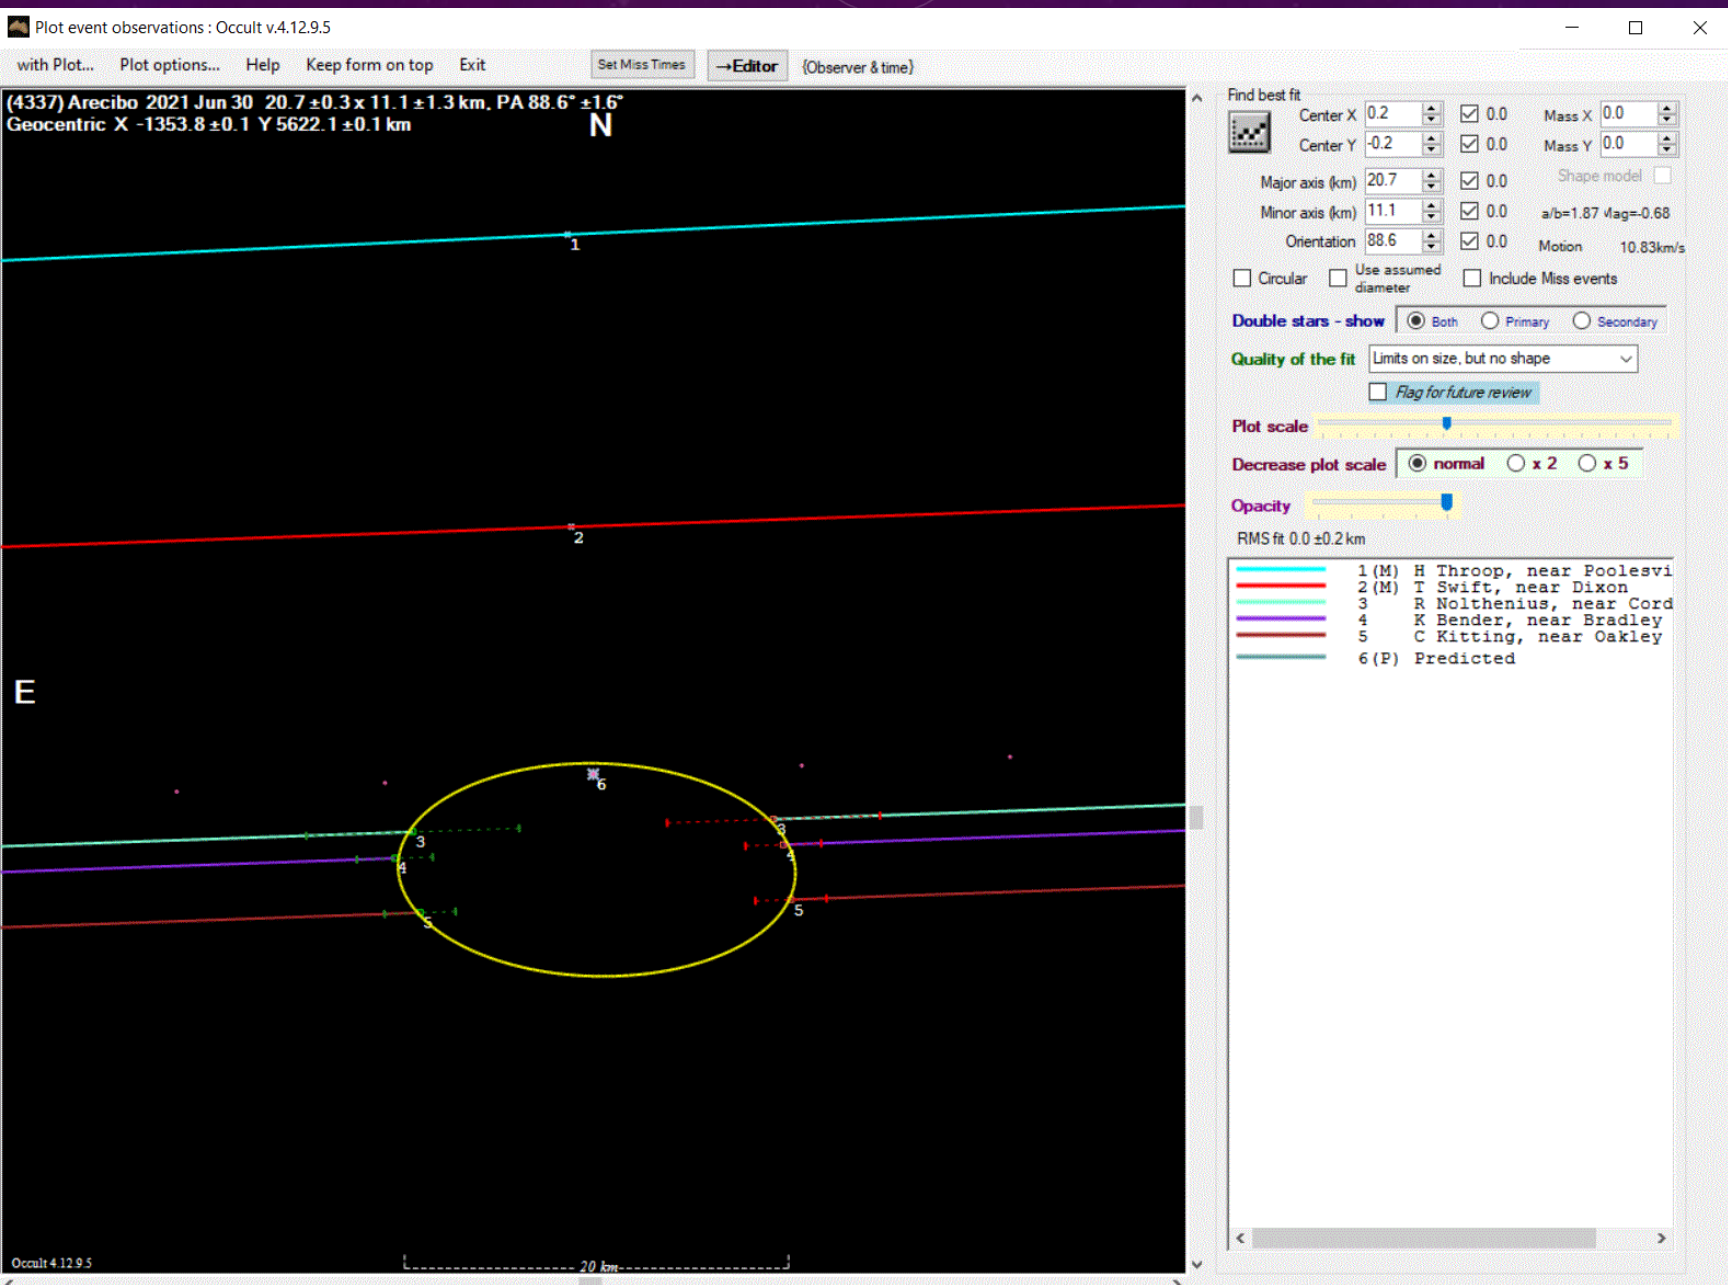 Plot event observations : Occult v.4.12.9.5
with Plot... Plot options... Help Keep form on top Exit Set Miss Times →Editor {Observer & time}
(4337) Arecibo 2021 Jun 30 20.7 ±0.3 x 11.1 ±1.3 km, PA 88.6° ±1.6°
Geocentric X -1353.8 ±0.1 Y 5622.1 ±0.1 km
N
1
2
E
6
3
3
4
4
5
5
Occult 4.12.9.5
20 km
Find best fit
Center X 0.2 0.0 Mass X 0.0
Center Y -0.2 0.0 Mass Y 0.0
Shape model
Major axis (km) 20.7 0.0
Minor axis (km) 11.1 0.0 a/b=1.87 Mag=-0.68
Orientation 88.6 0.0 Motion 10.83km/s
Circular Use assumed diameter Include Miss events
Double stars - show Both Primary Secondary
Quality of the fit Limits on size, but no shape
Flag for future review
Plot scale
Decrease plot scale normal x 2 x 5
Opacity
RMS fit 0.0 ±0.2 km
1(M) H Throop, near Poolesvi
2(M) T Swift, near Dixon
3 R Nolthenius, near Cord
4 K Bender, near Bradley
5 C Kitting, near Oakley
6(P) Predicted